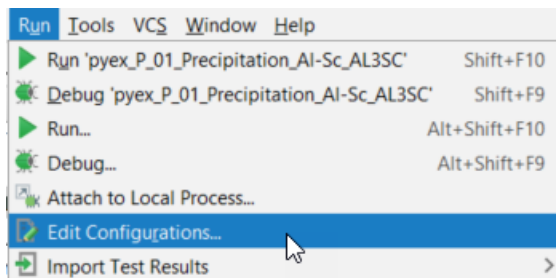 Run Tools VCS Window Help
Run 'pyex_P_01_Precipitation_Al-Sc_AL3SC' Shift+F10
Debug 'pyex_P_01_Precipitation_Al-Sc_AL3SC' Shift+F9
Run... Alt+Shift+F10
Debug... Alt+Shift+F9
Attach to Local Process...
Edit Configurations...
Import Test Results